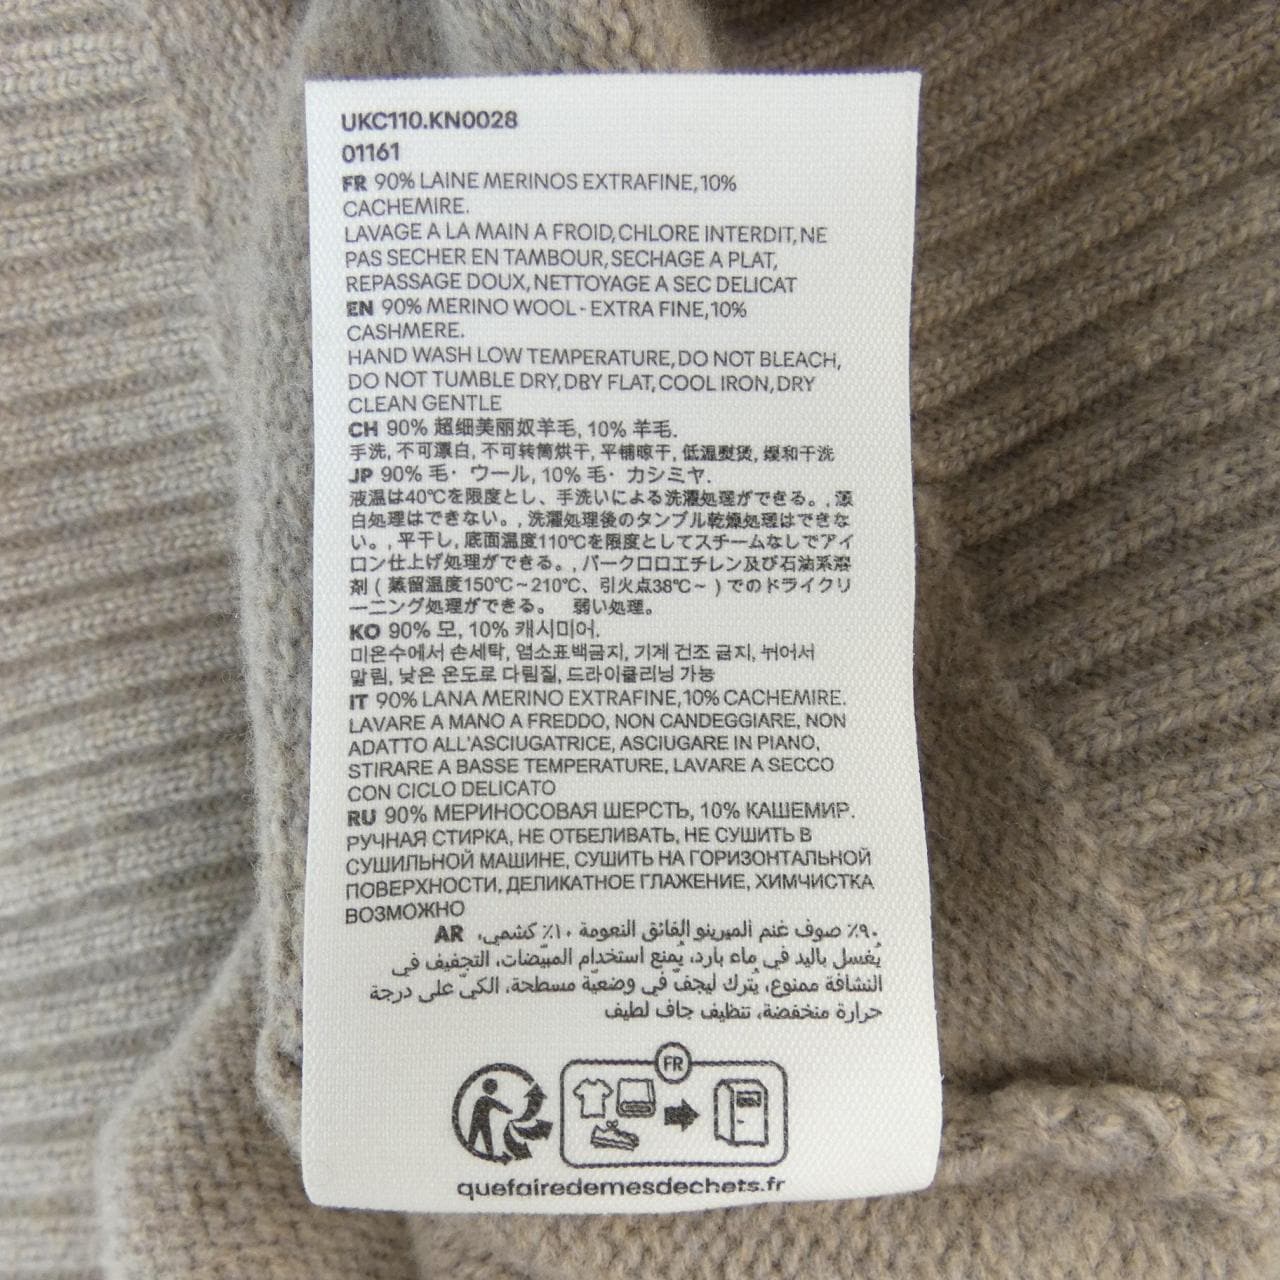 UKC110.KN0028
01161
FR 90% LAINE MERINOS EXTRAFINE,10%
CACHEMIRE.
LAVAGE A LA MAIN A FROID,CHLORE INTERDIT,NE
PAS SECHER EN TAMBOUR,SECHAGE A PLAT,
REPASSAGE DOUX,NETTOYAGE A SEC DELICAT
EN 90% MERINO WOOL - EXTRA FINE,10%
CASHMERE.
HAND WASH LOW TEMPERATURE,DO NOT BLEACH,
DO NOT TUMBLE DRY,DRY FLAT,COOL IRON,DRY
CLEAN GENTLE
CH 90% 超细美丽奴羊毛, 10% 羊毛.
手洗, 不可漂白, 不可转筒烘干, 平铺晾干, 低温熨烫, 缓和干洗
JP 90% 毛・ウール, 10% 毛・カシミヤ.
液温は40℃を限度とし、手洗いによる洗濯処理ができる。, 漂
白処理はできない。, 洗濯処理後のタンブル乾燥処理はできな
い。, 平干し, 底面温度110℃を限度としてスチームなしでアイ
ロン仕上げ処理ができる。, パークロロエチレン及び石油系溶
剤 ( 蒸留温度150℃～210℃、引火点38℃～ ) でのドライクリ
ーニング処理ができる。 弱い処理。
KO 90% 모, 10% 캐시미어.
미온수에서 손세탁, 염소표백금지, 기계 건조 금지, 뉘어서
말림, 낮은 온도로 다림질, 드라이클리닝 가능
IT 90% LANA MERINO EXTRAFINE,10% CACHEMIRE.
LAVARE A MANO A FREDDO, NON CANDEGGIARE, NON
ADATTO ALL'ASCIUGATRICE, ASCIUGARE IN PIANO,
STIRARE A BASSE TEMPERATURE, LAVARE A SECCO
CON CICLO DELICATO
RU 90% МЕРИНОСОВАЯ ШЕРСТЬ, 10% КАШЕМИР.
РУЧНАЯ СТИРКА, НЕ ОТБЕЛИВАТЬ, НЕ СУШИТЬ В
СУШИЛЬНОЙ МАШИНЕ, СУШИТЬ НА ГОРИЗОНТАЛЬНОЙ
ПОВЕРХНОСТИ, ДЕЛИКАТНОЕ ГЛАЖЕНИЕ, ХИМЧИСТКА
ВОЗМОЖНО
AR ٩٠٪ صوف غنم الميرينو الفائق النعومة ١٠٪ كشمي،
يُغسل باليد في ماء بارد، يُمنع استخدام المبيّضات، التجفيف في
النشافة ممنوع، يُترك ليجفّ في وضعيّة مسطحة، الكيّ على درجة
حرارة منخفضة، تنظيف جاف لطيف
FR
quefairedemesdechets.fr